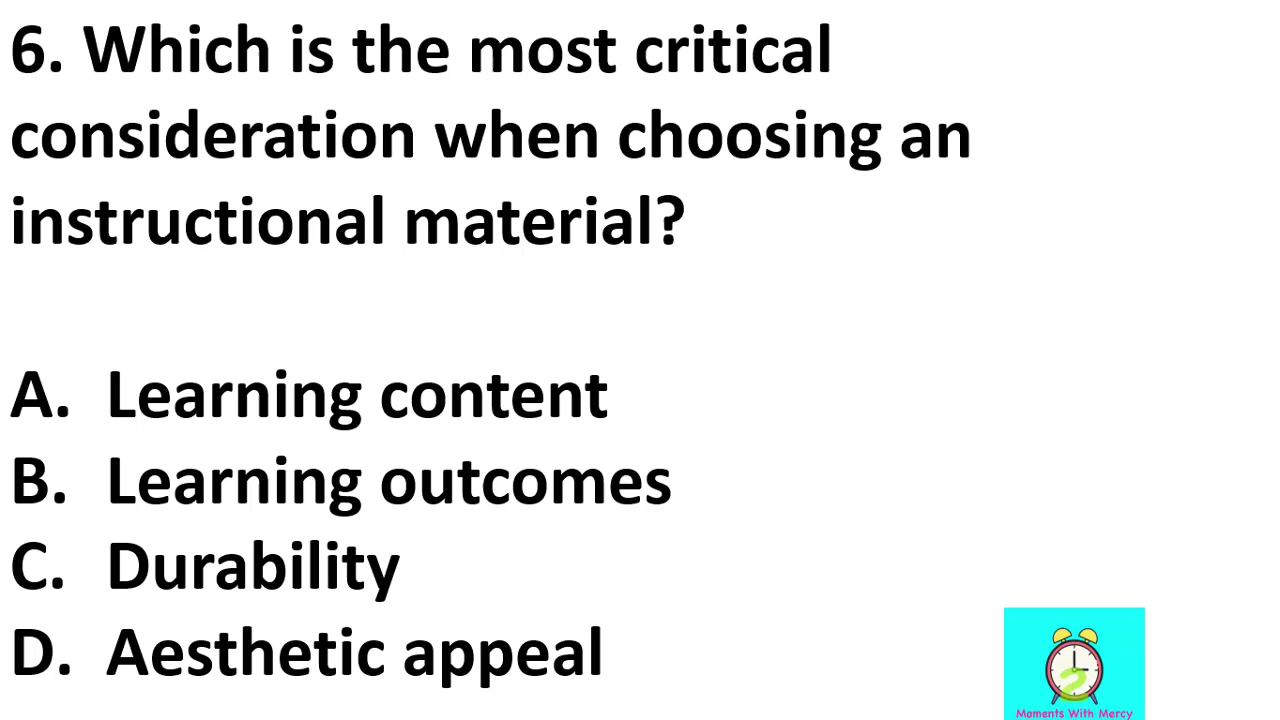 6. Which is the most critical
consideration when choosing an
instructional material?
A. Learning content
B. Learning outcomes
C. Durability
D. Aesthetic appeal
2
Moments With Mercy